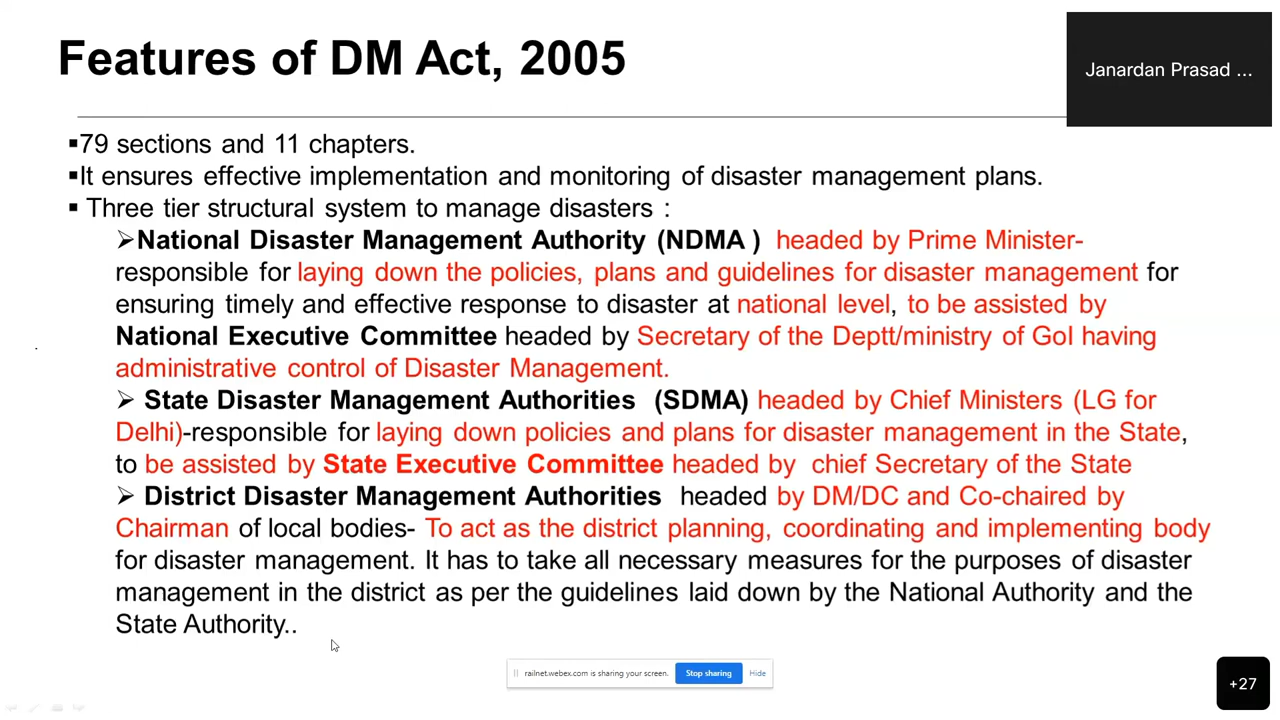 Features of DM Act, 2005
Janardan Prasad ...
▪79 sections and 11 chapters.
▪It ensures effective implementation and monitoring of disaster management plans.
▪ Three tier structural system to manage disasters :
➢National Disaster Management Authority (NDMA ) headed by Prime Minister-
responsible for laying down the policies, plans and guidelines for disaster management for
ensuring timely and effective response to disaster at national level, to be assisted by
National Executive Committee headed by Secretary of the Deptt/ministry of GoI having
administrative control of Disaster Management.
➢ State Disaster Management Authorities (SDMA) headed by Chief Ministers (LG for
Delhi)-responsible for laying down policies and plans for disaster management in the State,
to be assisted by State Executive Committee headed by chief Secretary of the State
➢ District Disaster Management Authorities headed by DM/DC and Co-chaired by
Chairman of local bodies- To act as the district planning, coordinating and implementing body
for disaster management. It has to take all necessary measures for the purposes of disaster
management in the district as per the guidelines laid down by the National Authority and the
State Authority..
railnet.webex.com is sharing your screen. Stop sharing Hide
+27